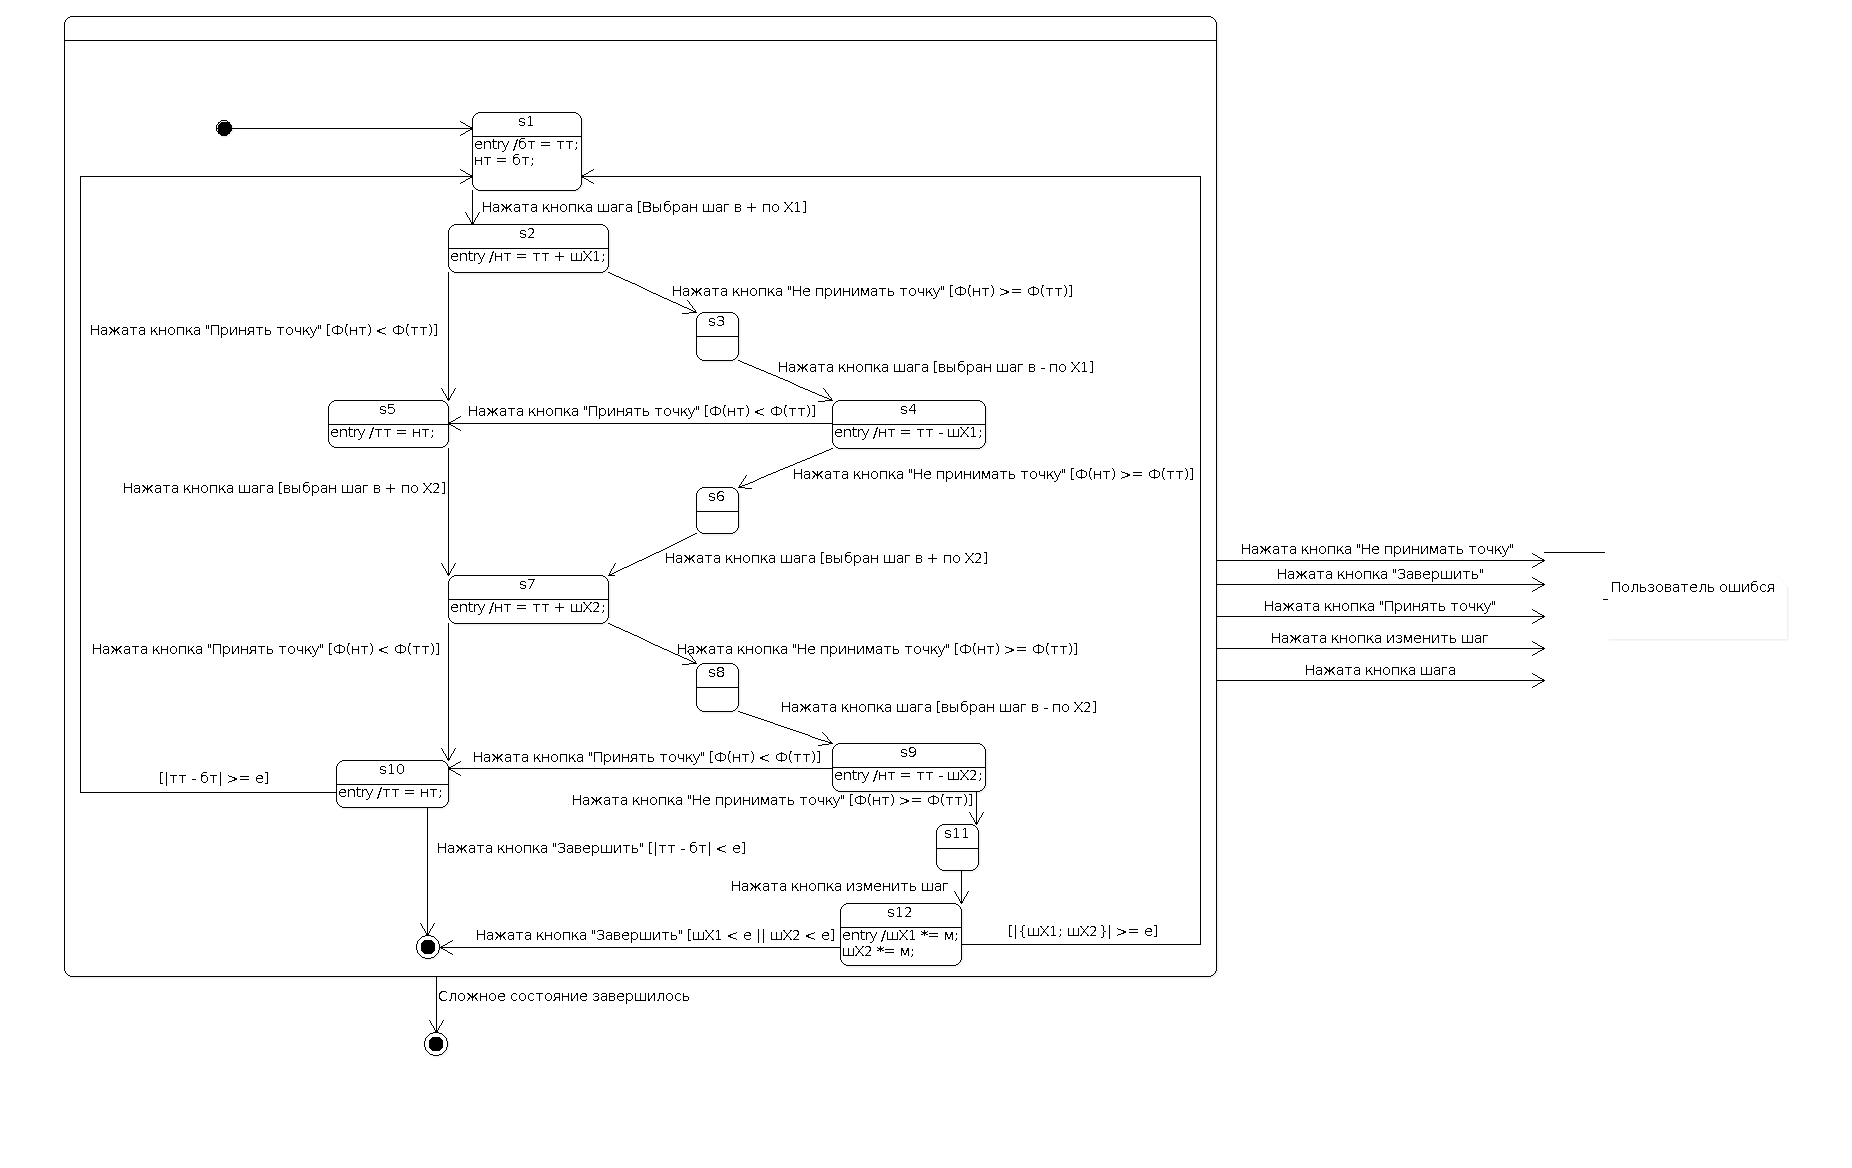 s1
entry /бт = тт;
нт = бт;
Нажата кнопка шага [Выбран шаг в + по X1]
s2
entry /нт = тт + шX1;
Нажата кнопка "Не принимать точку" [Ф(нт) >= Ф(тт)]
s3
Нажата кнопка "Принять точку" [Ф(нт) < Ф(тт)]
Нажата кнопка шага [выбран шаг в - по X1]
s5
entry /тт = нт;
Нажата кнопка "Принять точку" [Ф(нт) < Ф(тт)]
s4
entry /нт = тт - шX1;
Нажата кнопка "Не принимать точку" [Ф(нт) >= Ф(тт)]
Нажата кнопка шага [выбран шаг в + по X2]
s6
Нажата кнопка шага [выбран шаг в + по X2]
s7
entry /нт = тт + шX2;
Нажата кнопка "Принять точку" [Ф(нт) < Ф(тт)]
Нажата кнопка "Не принимать точку" [Ф(нт) >= Ф(тт)]
s8
Нажата кнопка шага [выбран шаг в - по X2]
s9
entry /нт = тт - шX2;
Нажата кнопка "Принять точку" [Ф(нт) < Ф(тт)]
s10
entry /тт = нт;
[|тт - бт| >= e]
Нажата кнопка "Не принимать точку" [Ф(нт) >= Ф(тт)]
s11
Нажата кнопка "Завершить" [|тт - бт| < e]
Нажата кнопка изменить шаг
s12
entry /шX1 *= м;
шX2 *= м;
Нажата кнопка "Завершить" [шX1 < e || шX2 < e]
[|{шX1; шX2}| >= e]
Сложное состояние завершилось
Нажата кнопка "Не принимать точку"
Нажата кнопка "Завершить"
Нажата кнопка "Принять точку"
Нажата кнопка изменить шаг
Нажата кнопка шага
Пользователь ошибся